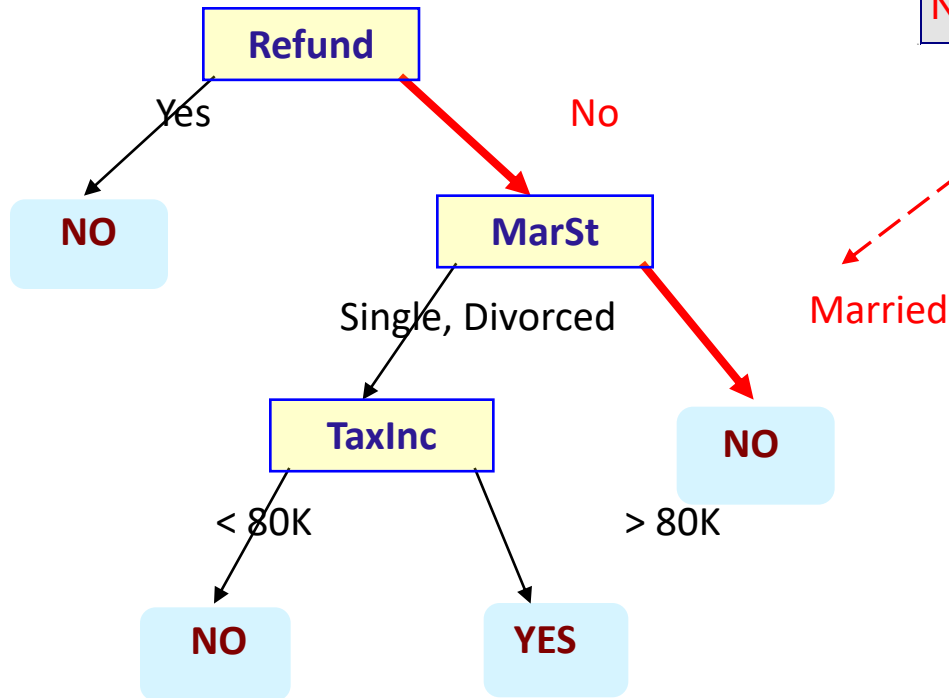 N
Refund
Yes
No
NO
MarSt
Single, Divorced
Married
TaxInc
NO
< 80K
> 80K
NO
YES